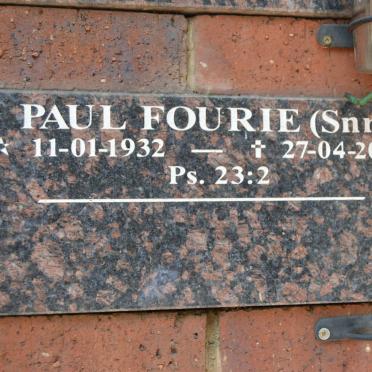 PAUL FOURIE (Snr
☆ 11-01-1932 — ✝ 27-04-20
Ps. 23:2